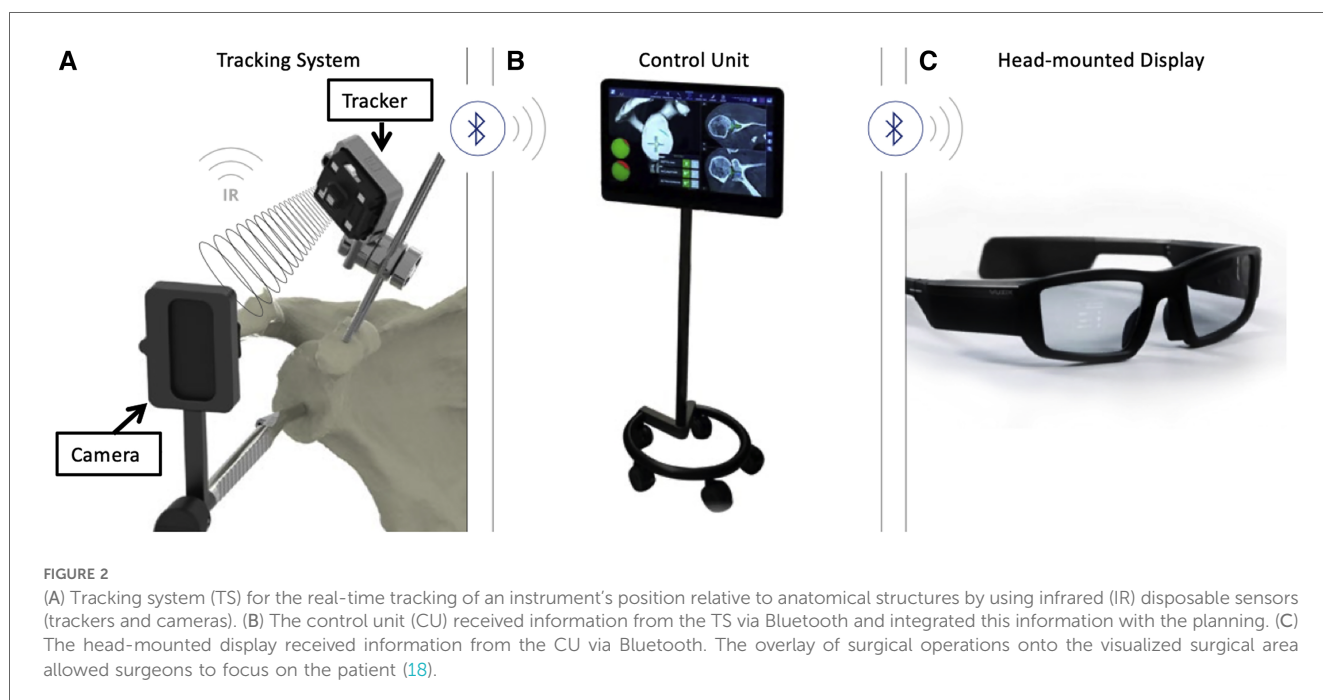 A
Tracking System
Tracker
IR
Camera
B
Control Unit
C
Head-mounted Display
FIGURE 2
(A) Tracking system (TS) for the real-time tracking of an instrument's position relative to anatomical structures by using infrared (IR) disposable sensors
(trackers and cameras). (B) The control unit (CU) received information from the TS via Bluetooth and integrated this information with the planning. (C)
The head-mounted display received information from the CU via Bluetooth. The overlay of surgical operations onto the visualized surgical area
allowed surgeons to focus on the patient (18).